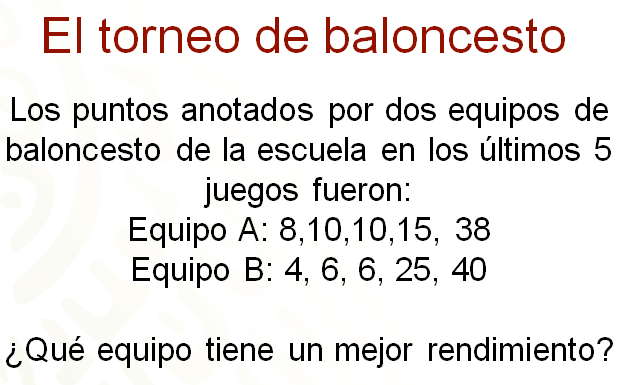 El torneo de baloncesto
Los puntos anotados por dos equipos de
baloncesto de la escuela en los últimos 5
juegos fueron:
Equipo A: 8,10,10,15, 38
Equipo B: 4, 6, 6, 25, 40
¿Qué equipo tiene un mejor rendimiento?